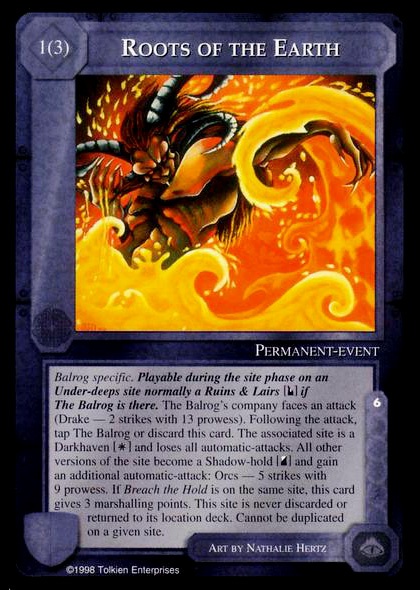 1(3)
ROOTS OF THE EARTH
PERMANENT-EVENT
Balrog specific. Playable during the site phase on an
Under-deeps site normally a Ruins & Lairs [] if
The Balrog is there. The Balrog's company faces an attack
(Drake — 2 strikes with 13 prowess). Following the attack,
tap The Balrog or discard this card. The associated site is a
Darkhaven [] and loses all automatic-attacks. All other
versions of the site become a Shadow-hold [] and gain
an additional automatic-attack: Orcs — 5 strikes with
9 prowess. If Breach the Hold is on the same site, this card
gives 3 marshalling points. This site is never discarded or
returned to its location deck. Cannot be duplicated
on a given site.
6
ART BY NATHALIE HERTZ
©1998 Tolkien Enterprises